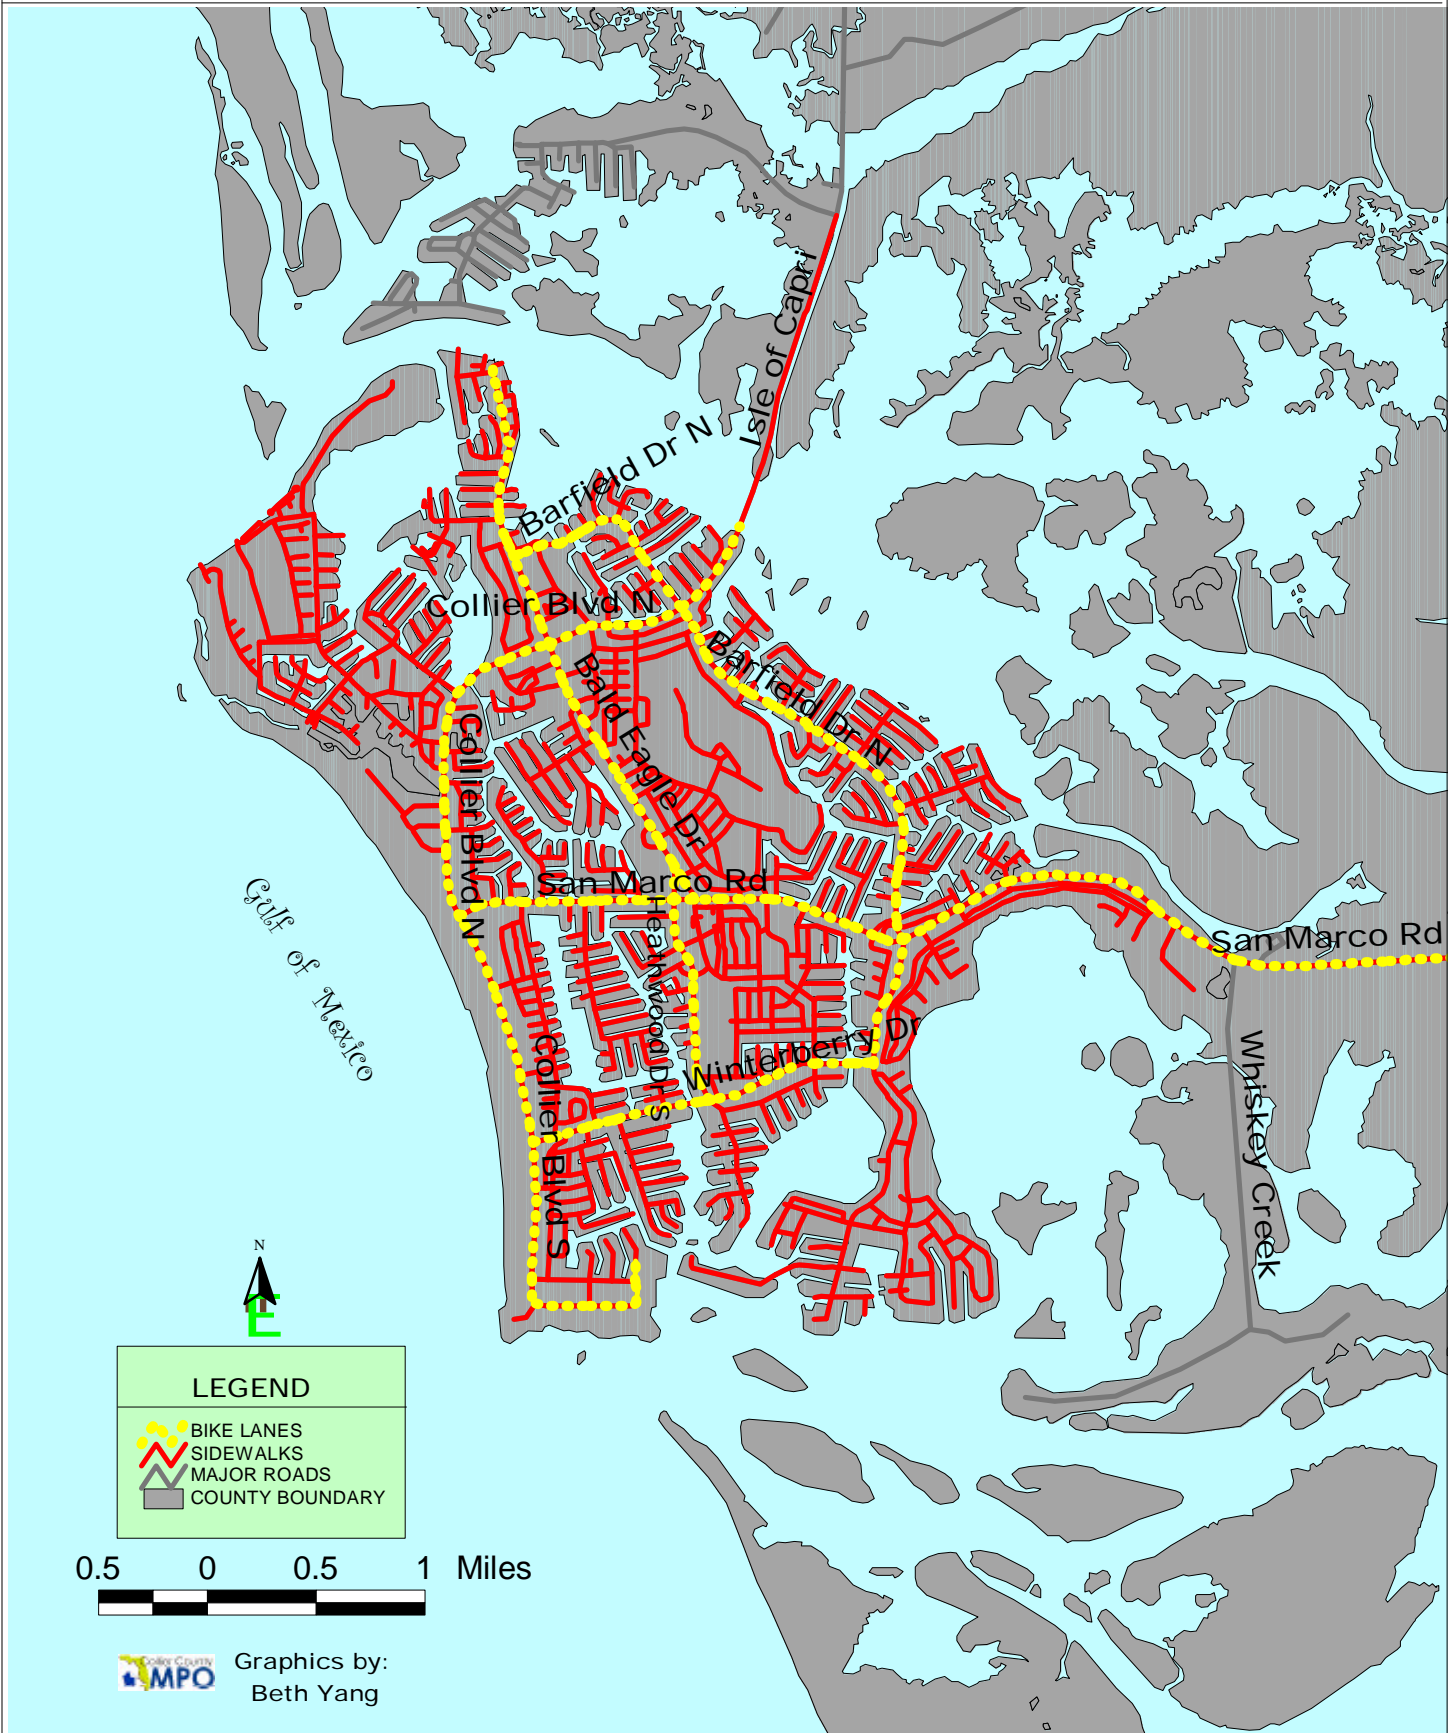 Isle of Capri
Barfield Dr N
Collier Blvd N
Barfield Dr N
Bald Eagle Dr
Collier Blvd N
San Marco Rd
Heathwood Dr S
San Marco Rd
Gulf of Mexico
Winterberry Dr
Collier Blvd S
Whiskey Creek
N
E
LEGEND
BIKE LANES
SIDEWALKS
MAJOR ROADS
COUNTY BOUNDARY
0.5 0 0.5 1 Miles
Collier County
MPO
Graphics by:
Beth Yang